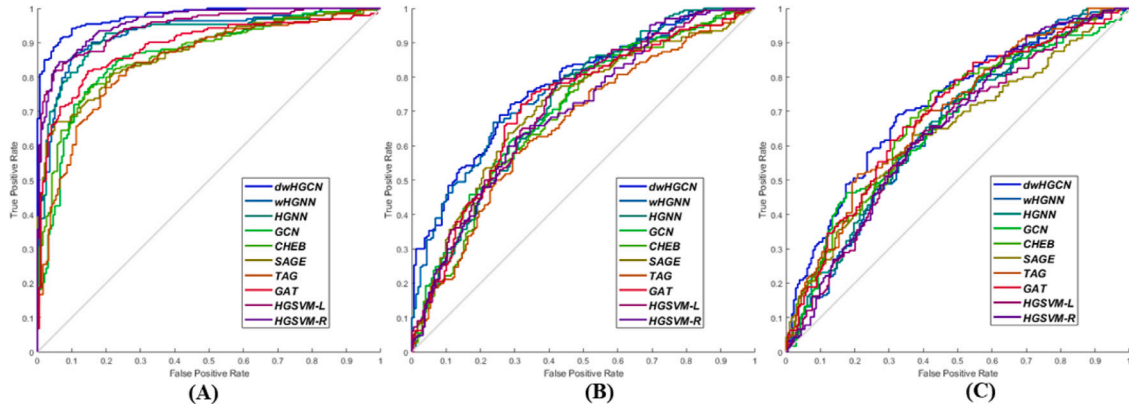 True Positive Rate
1
0.9
0.8
0.7
0.6
0.5
0.4
0.3
0.2
0.1
0
dwHGCN
wHGNN
HGNN
GCN
CHEB
SAGE
TAG
GAT
HGSVM-L
HGSVM-R
0 0.1 0.2 0.3 0.4 0.5 0.6 0.7 0.8 0.9 1
False Positive Rate
(A)
True Positive Rate
1
0.9
0.8
0.7
0.6
0.5
0.4
0.3
0.2
0.1
0
dwHGCN
wHGNN
HGNN
GCN
CHEB
SAGE
TAG
GAT
HGSVM-L
HGSVM-R
0 0.1 0.2 0.3 0.4 0.5 0.6 0.7 0.8 0.9 1
False Positive Rate
(B)
True Positive Rate
1
0.9
0.8
0.7
0.6
0.5
0.4
0.3
0.2
0.1
0
dwHGCN
wHGNN
HGNN
GCN
CHEB
SAGE
TAG
GAT
HGSVM-L
HGSVM-R
0 0.1 0.2 0.3 0.4 0.5 0.6 0.7 0.8 0.9 1
False Positive Rate
(C)